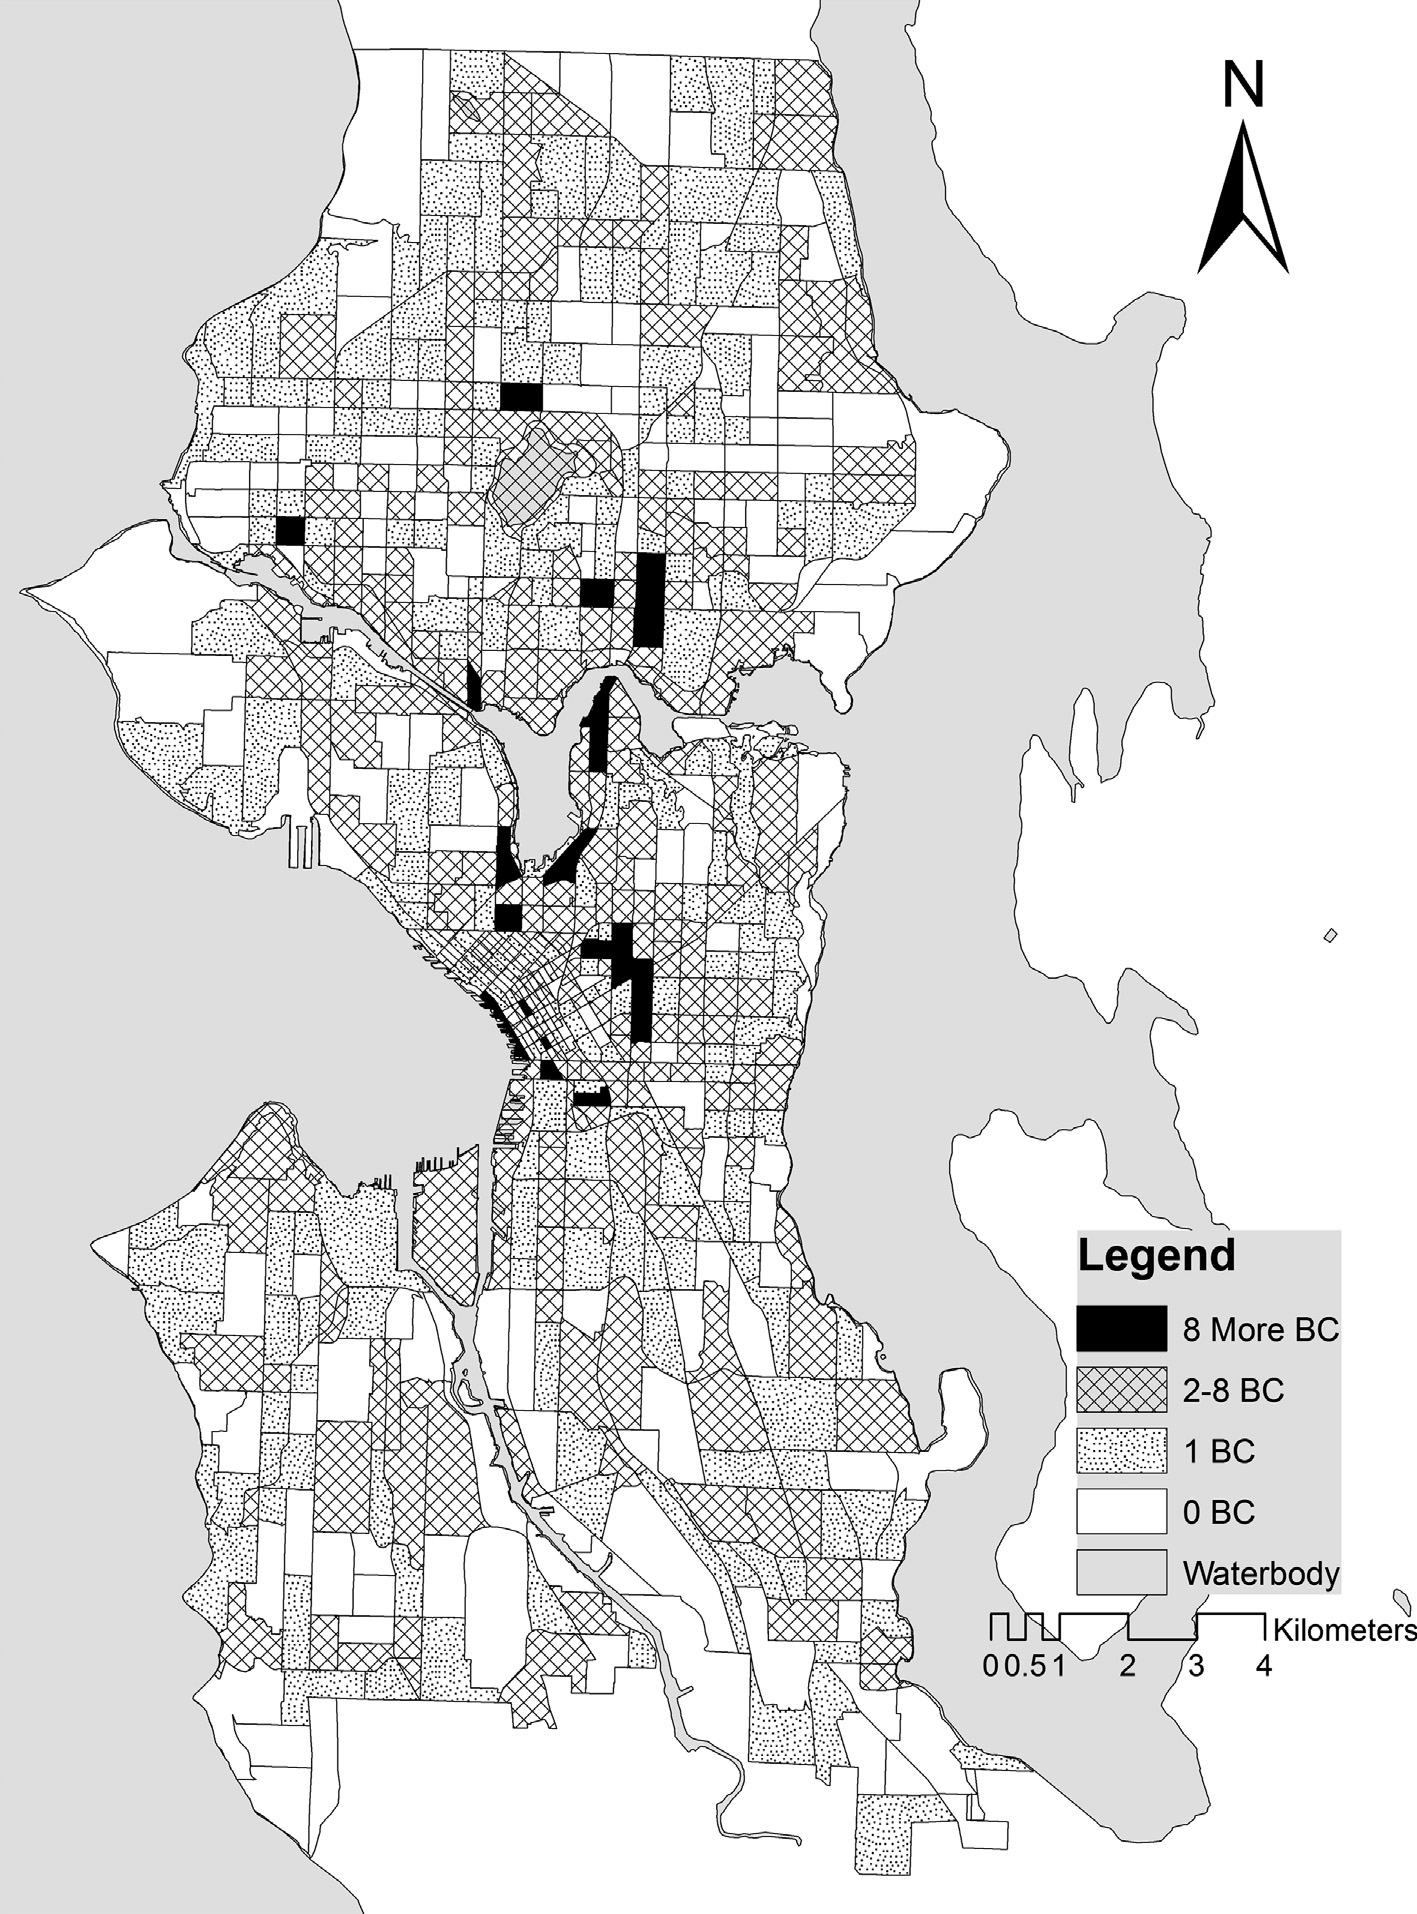 N
Legend
8 More BC
2-8 BC
1 BC
0 BC
Waterbody
Kilometers
0 0.5 1 2 3 4